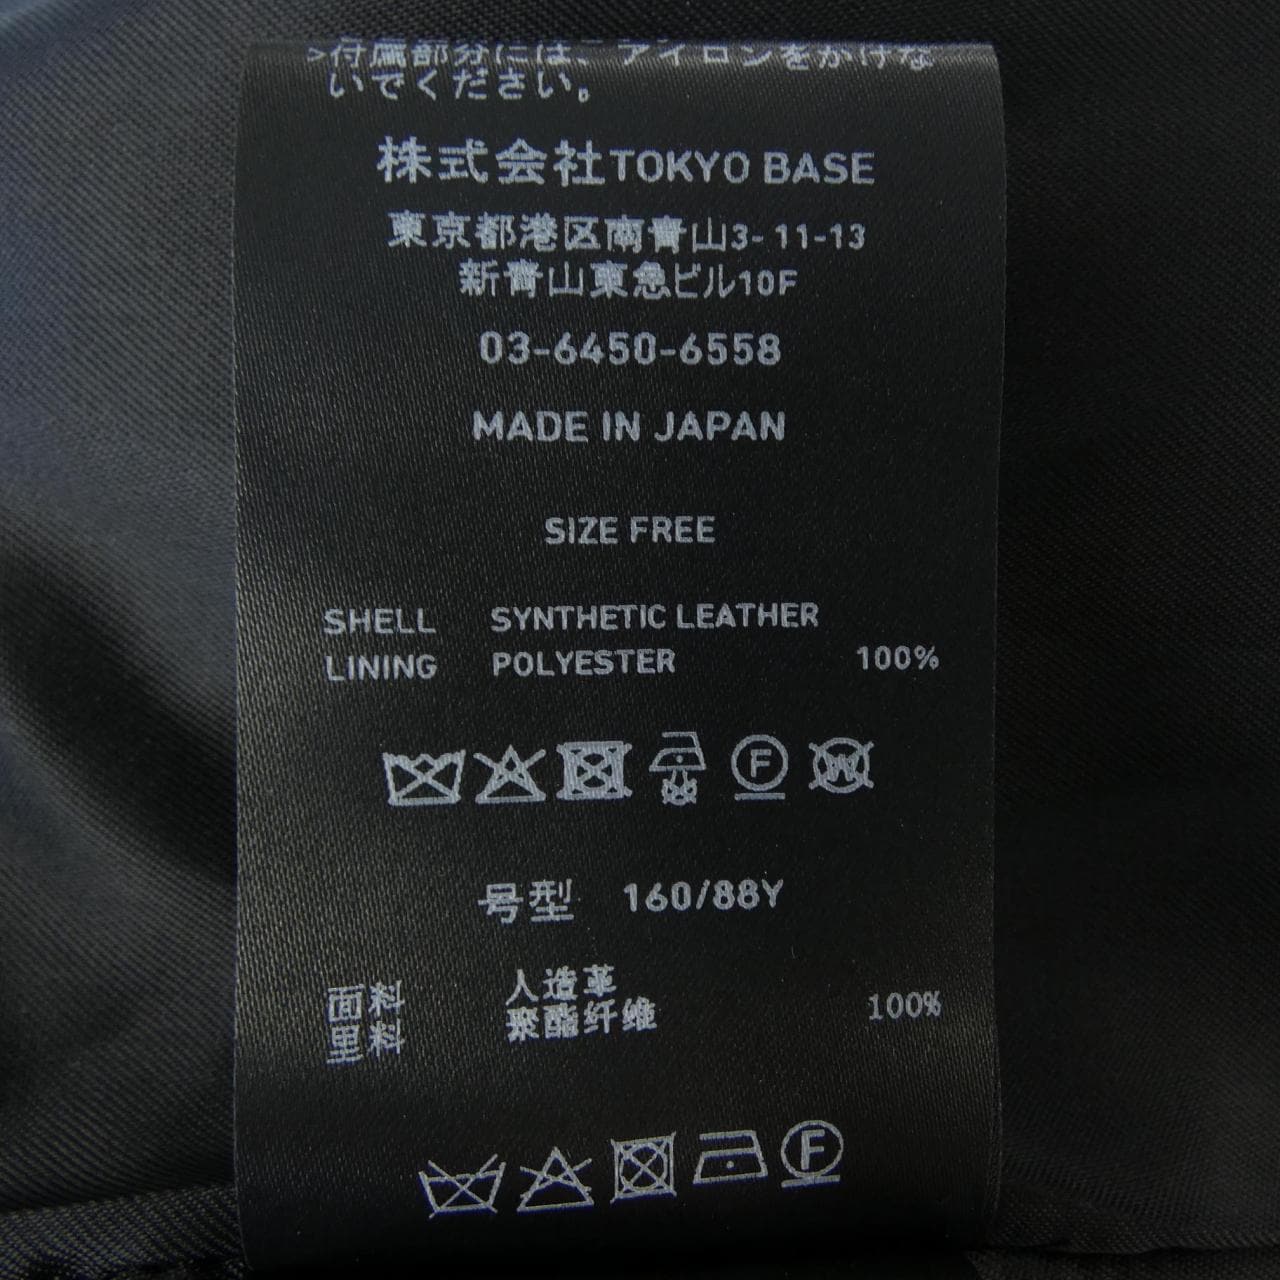 >付属部分には、アイロンをかけな
いでください。
株式会社TOKYO BASE
東京都港区南青山3-11-13
新青山東急ビル10F
03-6450-6558
MADE IN JAPAN
SIZE FREE
SHELL SYNTHETIC LEATHER
LINING POLYESTER 100%
F
W
号型 160/88Y
面料 人造革
里料 聚酯纤维 100%
F